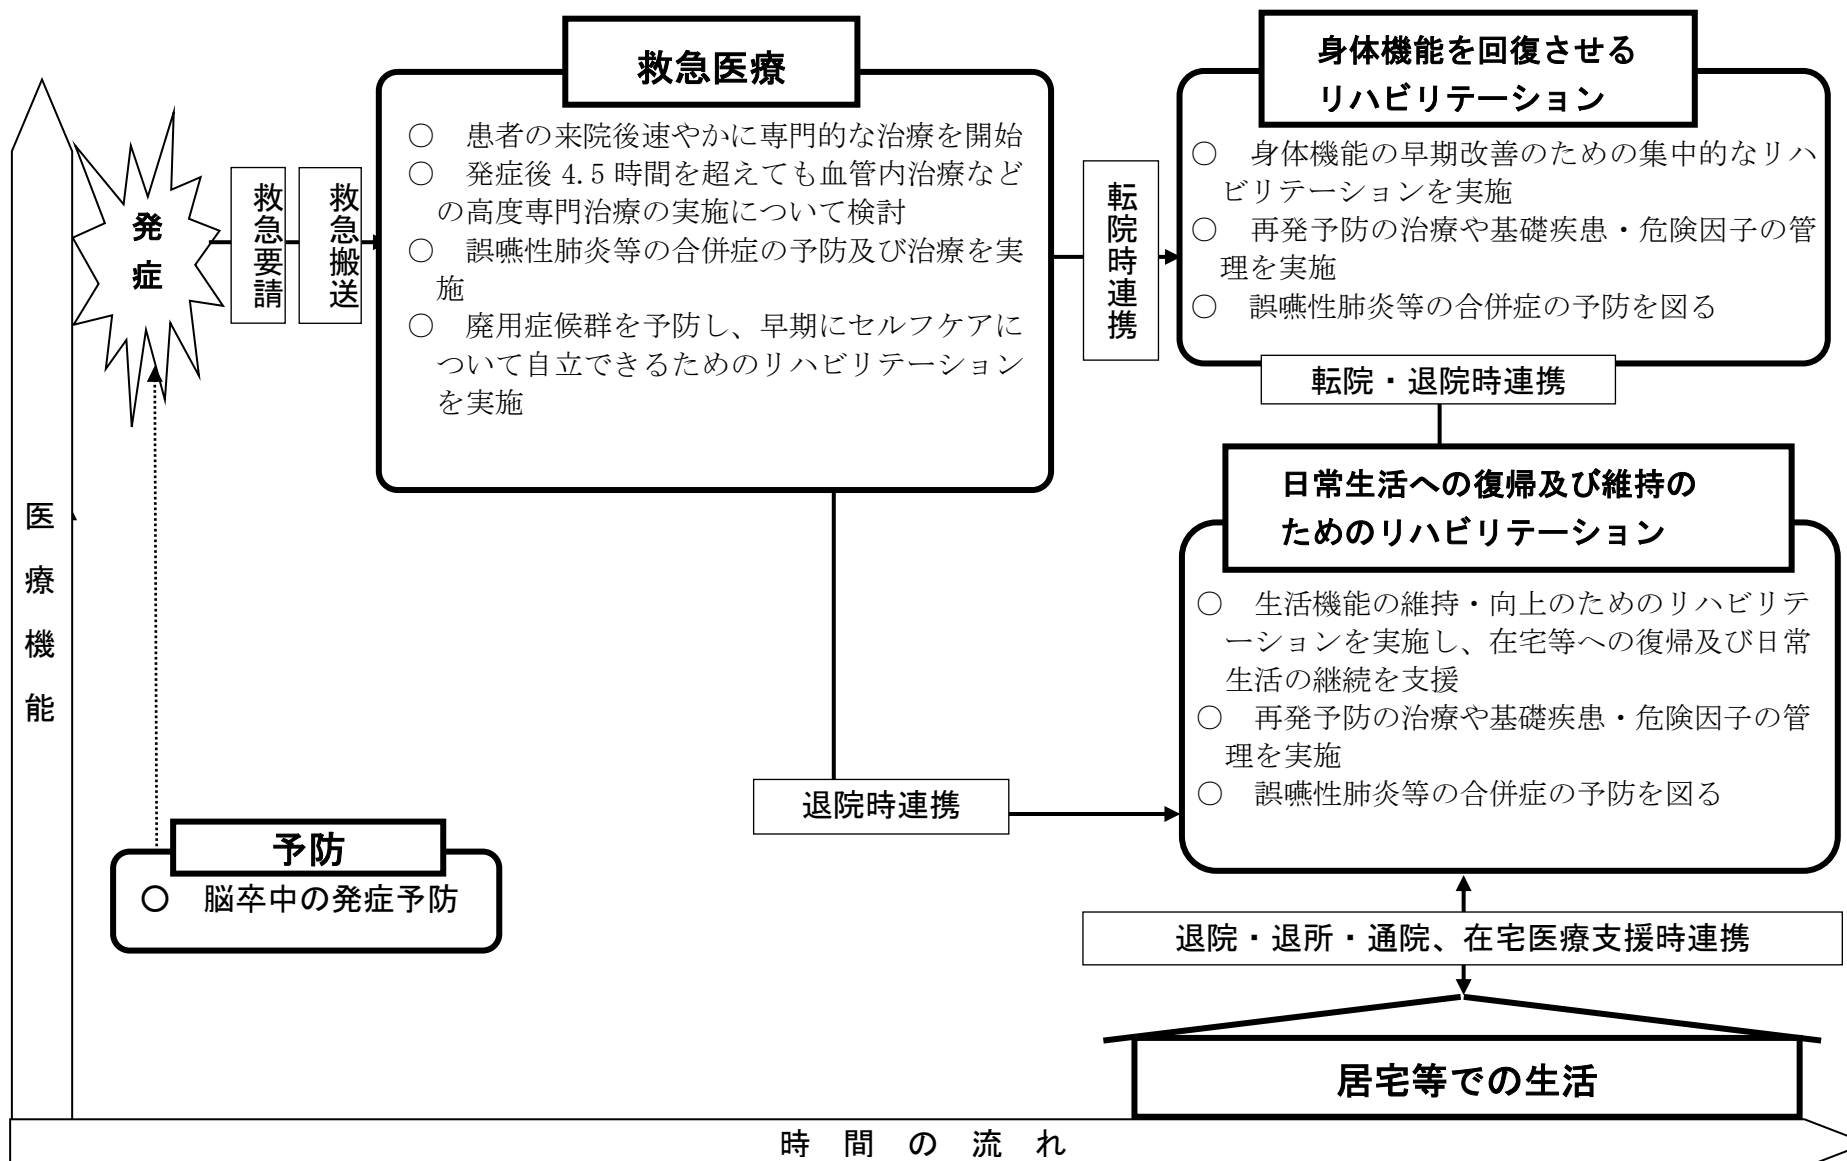 救急医療
○　患者の来院後速やかに専門的な治療を開始
○　発症後 4.5 時間を超えても血管内治療など
の高度専門治療の実施について検討
○　誤嚥性肺炎等の合併症の予防及び治療を実
施
○　廃用症候群を予防し、早期にセルフケアに
ついて自立できるためのリハビリテーション
を実施
身体機能を回復させる
リハビリテーション
○　身体機能の早期改善のための集中的なリハ
ビリテーションを実施
○　再発予防の治療や基礎疾患・危険因子の管
理を実施
○　誤嚥性肺炎等の合併症の予防を図る
発症
救急要請
救急搬送
転院時連携
転院・退院時連携
日常生活への復帰及び維持の
ためのリハビリテーション
○　生活機能の維持・向上のためのリハビリテ
ーションを実施し、在宅等への復帰及び日常
生活の継続を支援
○　再発予防の治療や基礎疾患・危険因子の管
理を実施
○　誤嚥性肺炎等の合併症の予防を図る
医療機能
退院時連携
予防
○　脳卒中の発症予防
退院・退所・通院、在宅医療支援時連携
居宅等での生活
時　間　の　流　れ